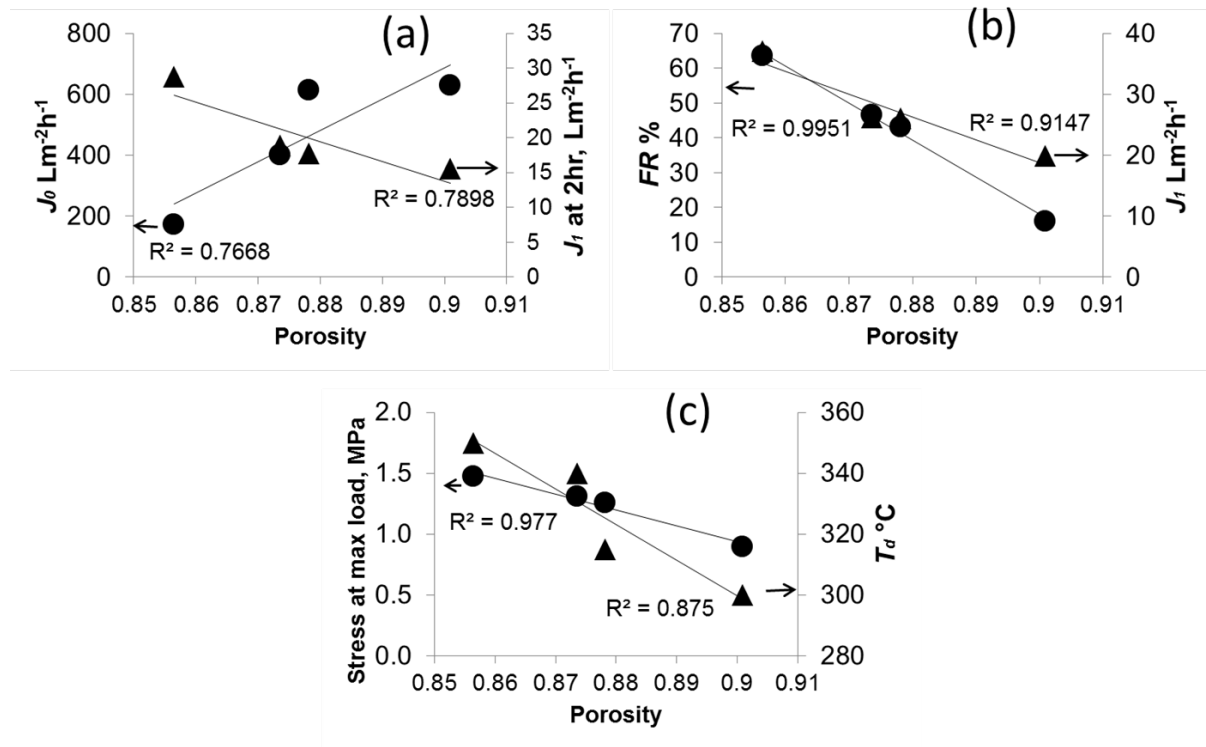 (a)
800
600
400
200
0
J₀ Lm⁻²h⁻¹
35
30
25
20
15
10
5
0
J₁ at 2hr, Lm⁻²h⁻¹
R² = 0.7898
R² = 0.7668
0.85 0.86 0.87 0.88 0.89 0.9 0.91
Porosity
(b)
70
60
50
40
30
20
10
0
FR %
40
30
20
10
0
J₁ Lm⁻²h⁻¹
R² = 0.9951
R² = 0.9147
0.85 0.86 0.87 0.88 0.89 0.9 0.91
Porosity
(c)
2.0
1.5
1.0
0.5
0.0
Stress at max load, MPa
360
340
320
300
280
T_d °C
R² = 0.977
R² = 0.875
0.85 0.86 0.87 0.88 0.89 0.9 0.91
Porosity